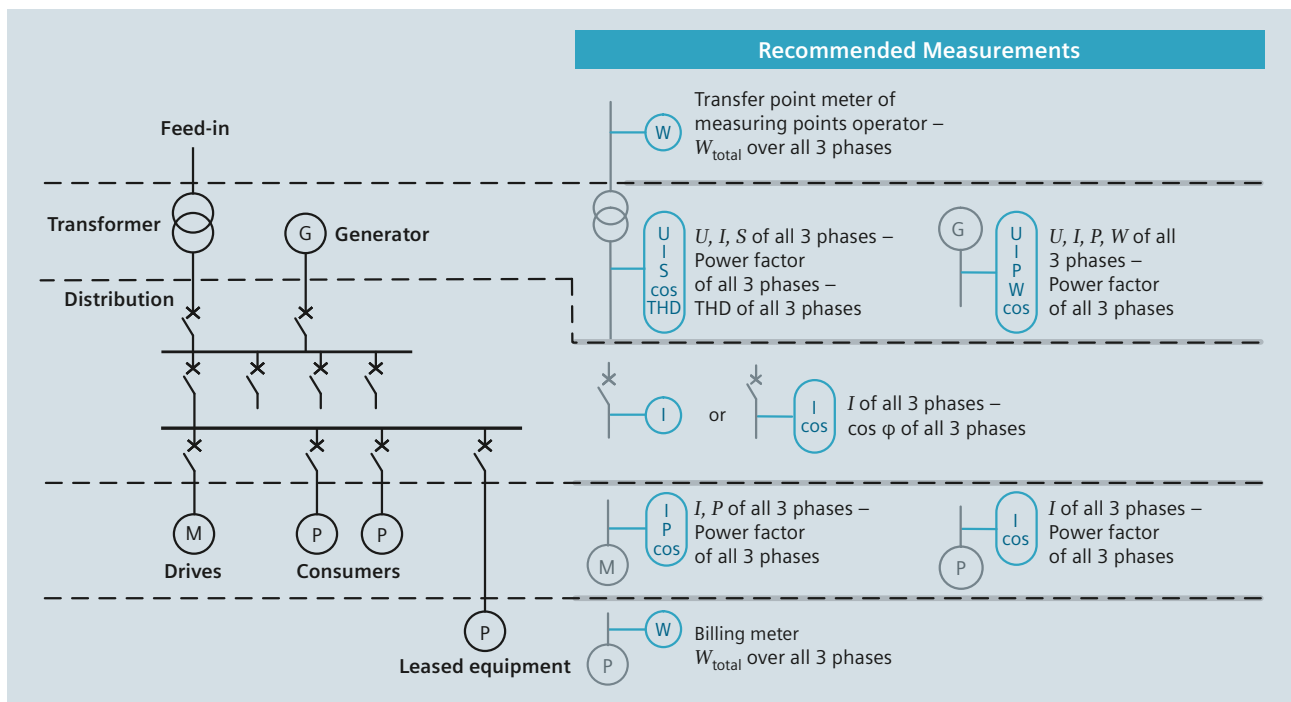 Recommended Measurements
Feed-in
Transformer
G
Generator
Distribution
M
P
P
Drives
Consumers
P
Leased equipment
W
Transfer point meter of
measuring points operator –
Wtotal over all 3 phases
U
I
S
cos
THD
U, I, S of all 3 phases –
Power factor
of all 3 phases –
THD of all 3 phases
G
U
I
P
W
cos
U, I, P, W of all
3 phases –
Power factor
of all 3 phases
I
or
I
cos
I of all 3 phases –
cos φ of all 3 phases
M
I
P
cos
I, P of all 3 phases –
Power factor
of all 3 phases
P
I
cos
I of all 3 phases –
Power factor
of all 3 phases
P
W
Billing meter
Wtotal over all 3 phases